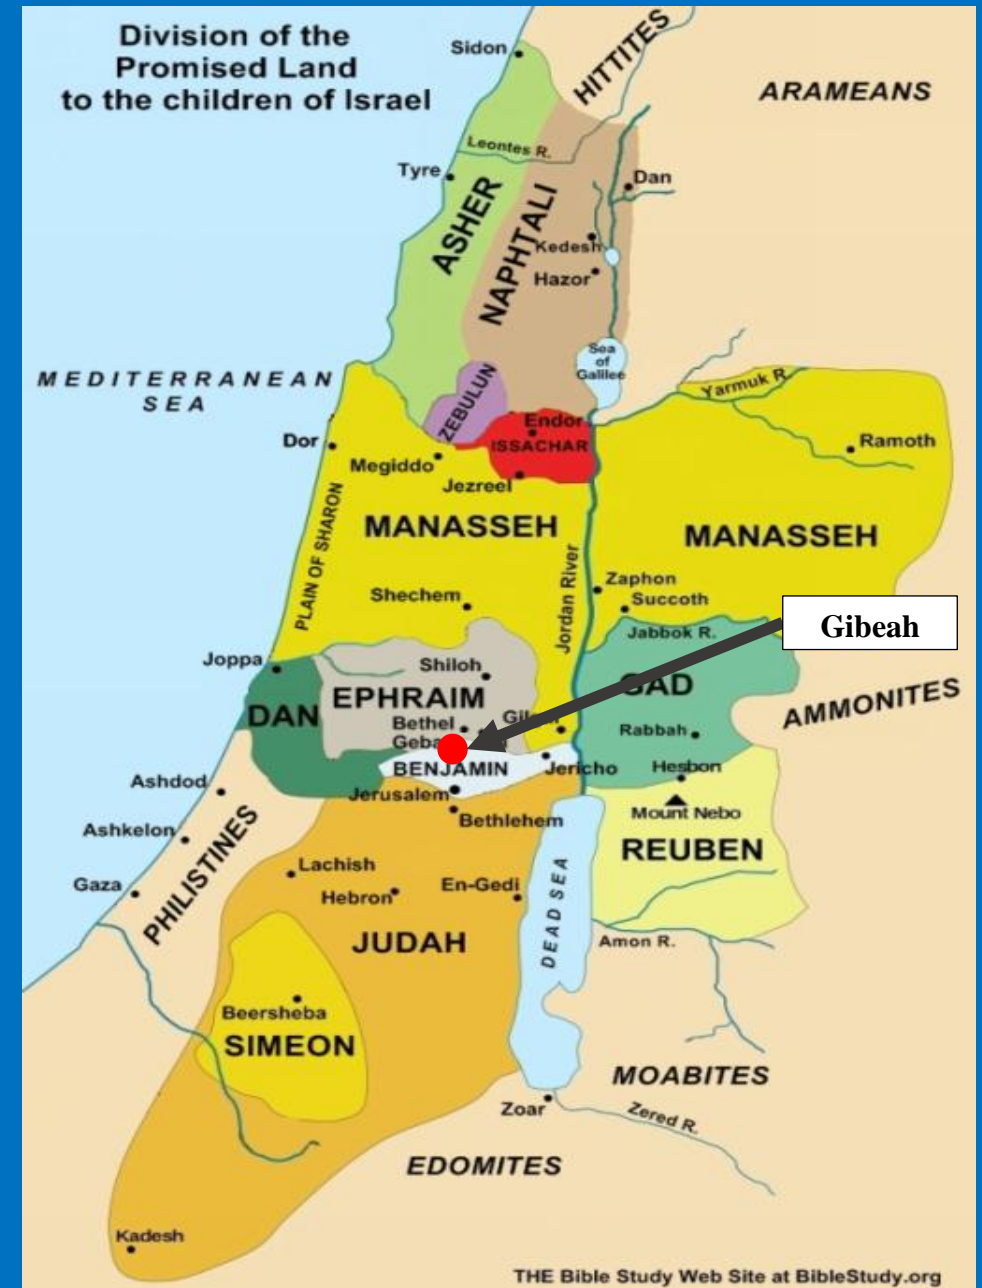 Division of the
Promised Land
to the children of Israel
Sidon
HITTITES
ARAMEANS
Leontes R.
Tyre
Dan
ASHER
NAPHTALI
Kedesh
Hazor
Sea
of
Galilee
MEDITERRANEAN
SEA
ZEBULUN
Yarmuk R.
Endor
ISSACHAR
Dor
Ramoth
Megiddo
Jezreel
PLAIN OF SHARON
MANASSEH
MANASSEH
Jordan River
Zaphon
Shechem
Succoth
Gibeah
Jabbok R.
Joppa
Shiloh
EPHRAIM
GAD
DAN
AMMONITES
Bethel
Rabbah
BENJAMIN
Jericho
Hesbon
Ashdod
Jerusalem
Mount Nebo
Bethlehem
Ashkelon
PHILISTINES
REUBEN
Lachish
Gaza
Hebron
En-Gedi
DEAD SEA
JUDAH
Amon R.
Beersheba
SIMEON
MOABITES
Zoar
Zered R.
EDOMITES
Kadesh
THE Bible Study Web Site at BibleStudy.org